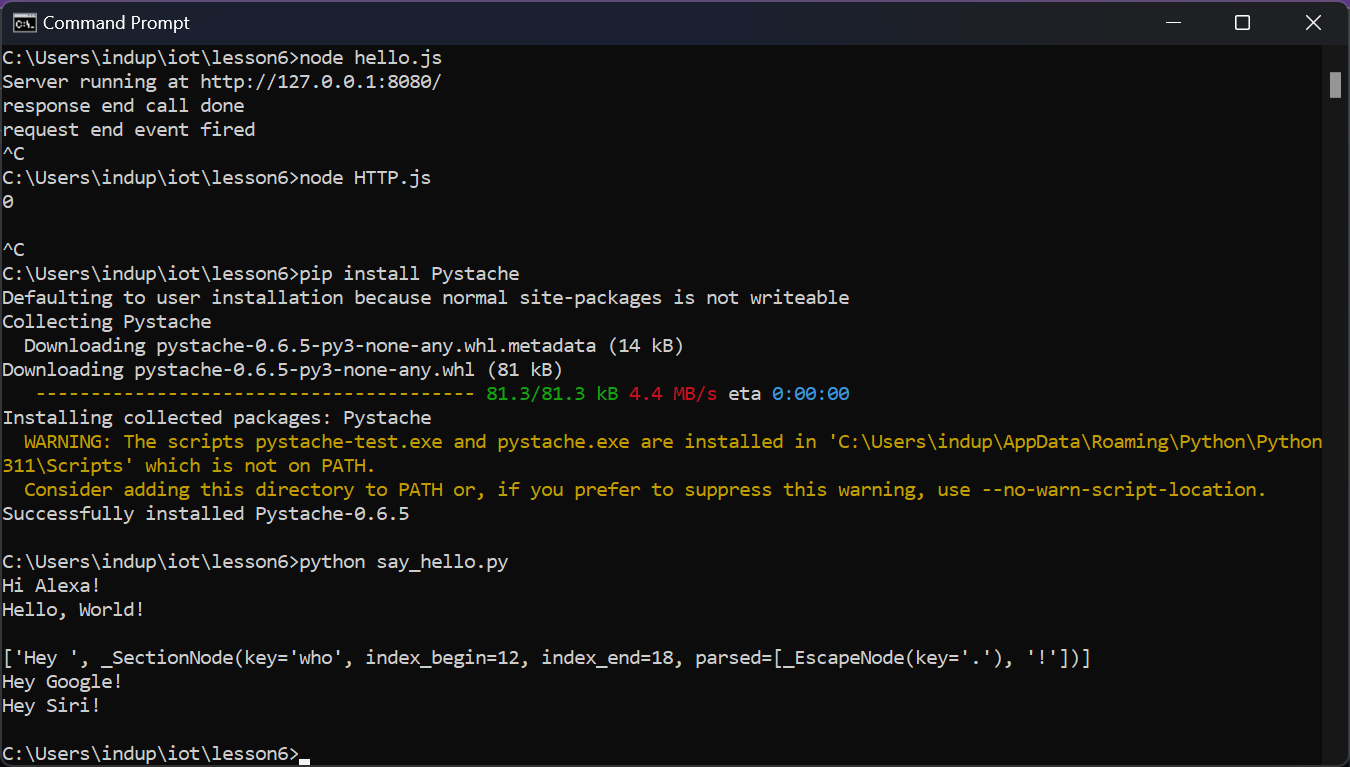 Command Prompt
C:\Users\indup\iot\lesson6>node hello.js
Server running at http://127.0.0.1:8080/
response end call done
request end event fired
^C
C:\Users\indup\iot\lesson6>node HTTP.js
0
^C
C:\Users\indup\iot\lesson6>pip install Pystache
Defaulting to user installation because normal site-packages is not writeable
Collecting Pystache
  Downloading pystache-0.6.5-py3-none-any.whl.metadata (14 kB)
Downloading pystache-0.6.5-py3-none-any.whl (81 kB)
   ---------------------------------------- 81.3/81.3 kB 4.4 MB/s eta 0:00:00
Installing collected packages: Pystache
  WARNING: The scripts pystache-test.exe and pystache.exe are installed in 'C:\Users\indup\AppData\Roaming\Python\Python
311\Scripts' which is not on PATH.
  Consider adding this directory to PATH or, if you prefer to suppress this warning, use --no-warn-script-location.
Successfully installed Pystache-0.6.5
C:\Users\indup\iot\lesson6>python say_hello.py
Hi Alexa!
Hello, World!
['Hey ', _SectionNode(key='who', index_begin=12, index_end=18, parsed=[_EscapeNode(key='.'), '!'])]
Hey Google!
Hey Siri!
C:\Users\indup\iot\lesson6>